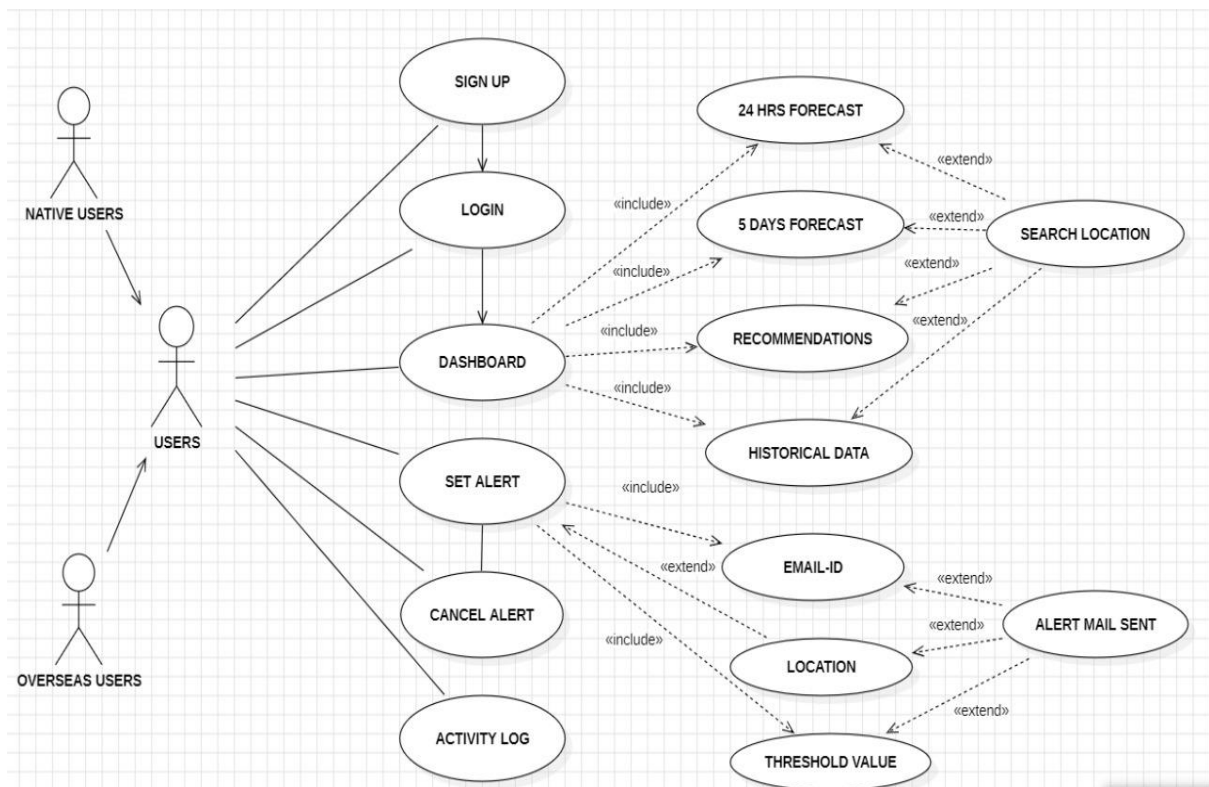 SIGN UP
24 HRS FORECAST
«extend»
NATIVE USERS
LOGIN
«include»
5 DAYS FORECAST
«extend»
SEARCH LOCATION
«include»
«extend»
«include»
RECOMMENDATIONS
«extend»
DASHBOARD
«include»
USERS
HISTORICAL DATA
SET ALERT
«include»
EMAIL-ID
«extend»
«extend»
CANCEL ALERT
«extend»
ALERT MAIL SENT
«include»
LOCATION
OVERSEAS USERS
«extend»
ACTIVITY LOG
THRESHOLD VALUE